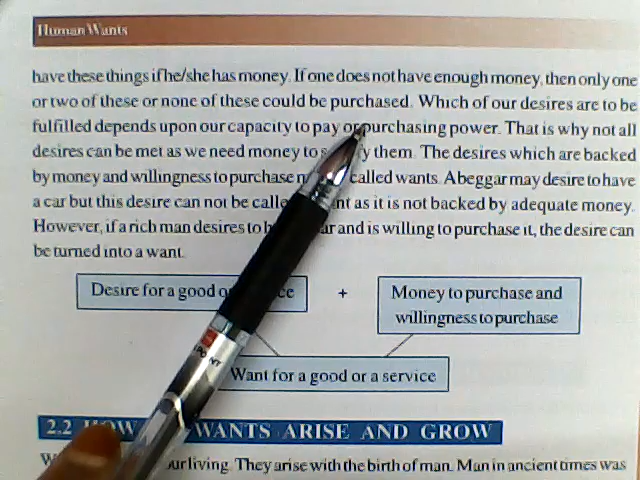 Human Wants
have these things if he/she has money. If one does not have enough money, then only one
or two of these or none of these could be purchased. Which of our desires are to be
fulfilled depends upon our capacity to pay or purchasing power. That is why not all
desires can be met as we need money to them. The desires which are backed
by money and willingness to purchase called wants. A beggar may desire to have
a car but this desire can not be as it is not backed by adequate money.
However, if a rich man desires to and is willing to purchase it, the desire can
be turned into a want.
Desire for a good
+
Money to purchase and
willingness to purchase
Want for a good or a service
2.2 WANTS ARISE AND GROW
living. They arise with the birth of man. Man in ancient times was